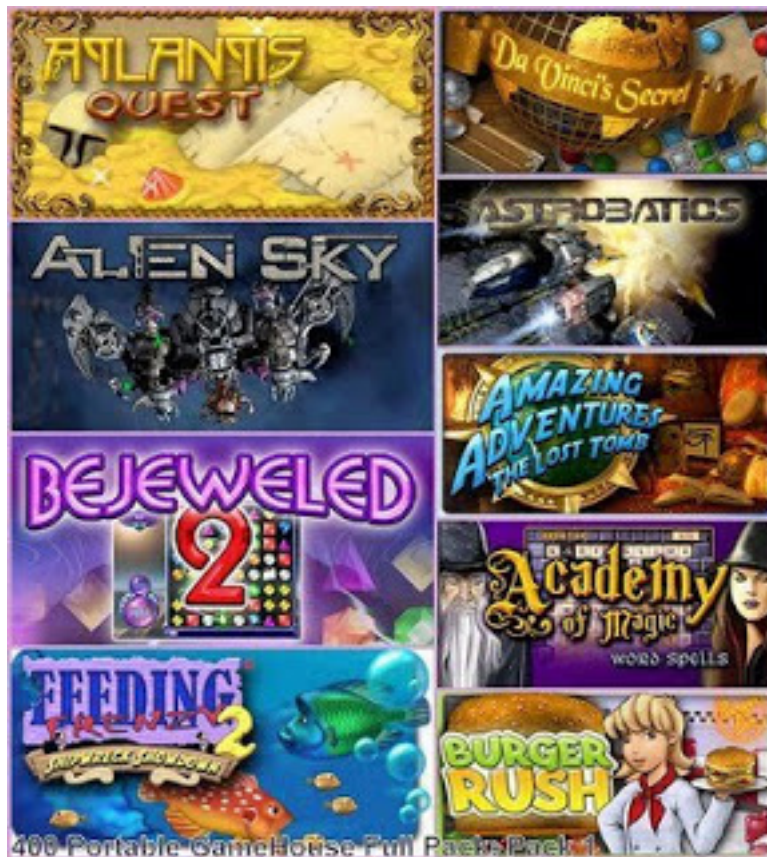 ATLANTIS
QUEST
ALIEN SKY
BEJEWELED
2
FEEDING
FRENZY 2
SHIPWRECK SHOWDOWN
Da Vinci's Secret
ASTROBATICS
AMAZING
ADVENTURES
THE LOST TOMB
Academy
of Magic
WORD SPELLS
BURGER
RUSH
400 Portable GameHouse Full Packs Pack 1